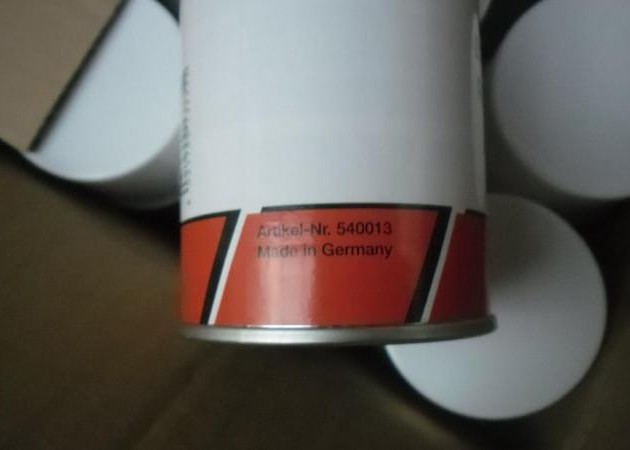 Artikel-Nr. 540013
Made in Germany